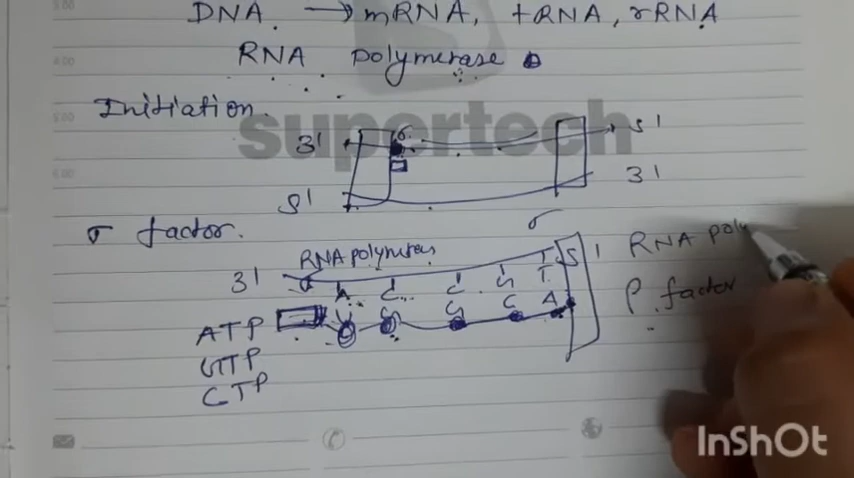 DNA → mRNA, tRNA, rRNA
RNA polymerase
Initiation.
supertech
3' σ 5'
5' 3'
σ factor. σ
RNA polymeras
3' σ A C C G T T 5' RNA poly
ATP U G G C A ρ factor
GTP
CTP
InShOt